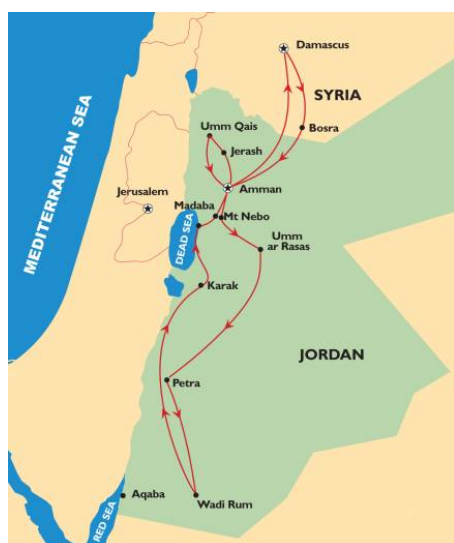 Damascus
SYRIA
MEDITERRANEAN SEA
Umm Qais
Bosra
Jerash
Jerusalem
Amman
Madaba
Mt Nebo
DEAD SEA
Umm
ar Rasas
Karak
JORDAN
Petra
Aqaba
Wadi Rum
RED SEA